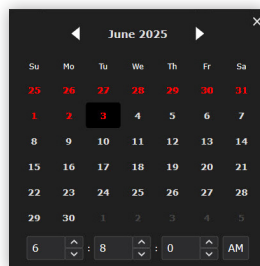 ×
◀ June 2025 ▶
Su Mo Tu We Th Fr Sa
25 26 27 28 29 30 31
1 2 3 4 5 6 7
8 9 10 11 12 13 14
15 16 17 18 19 20 21
22 23 24 25 26 27 28
29 30 1 2 3 4 5
6 : 8 : 0 AM